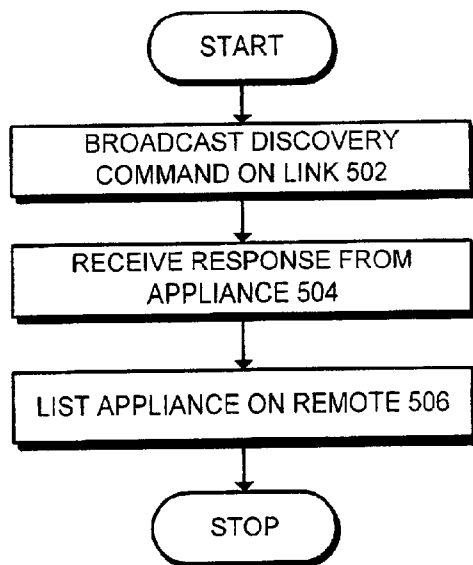 START
BROADCAST DISCOVERY
COMMAND ON LINK 502
RECEIVE RESPONSE FROM
APPLIANCE 504
LIST APPLIANCE ON REMOTE 506
STOP